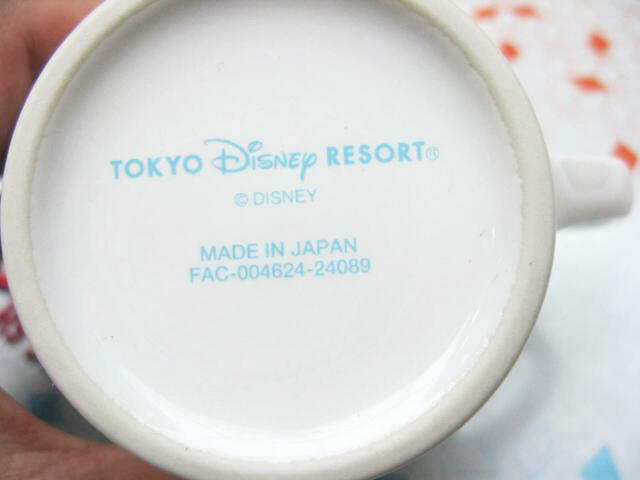 TOKYO Disney RESORT®
© DISNEY
MADE IN JAPAN
FAC-004624-24089